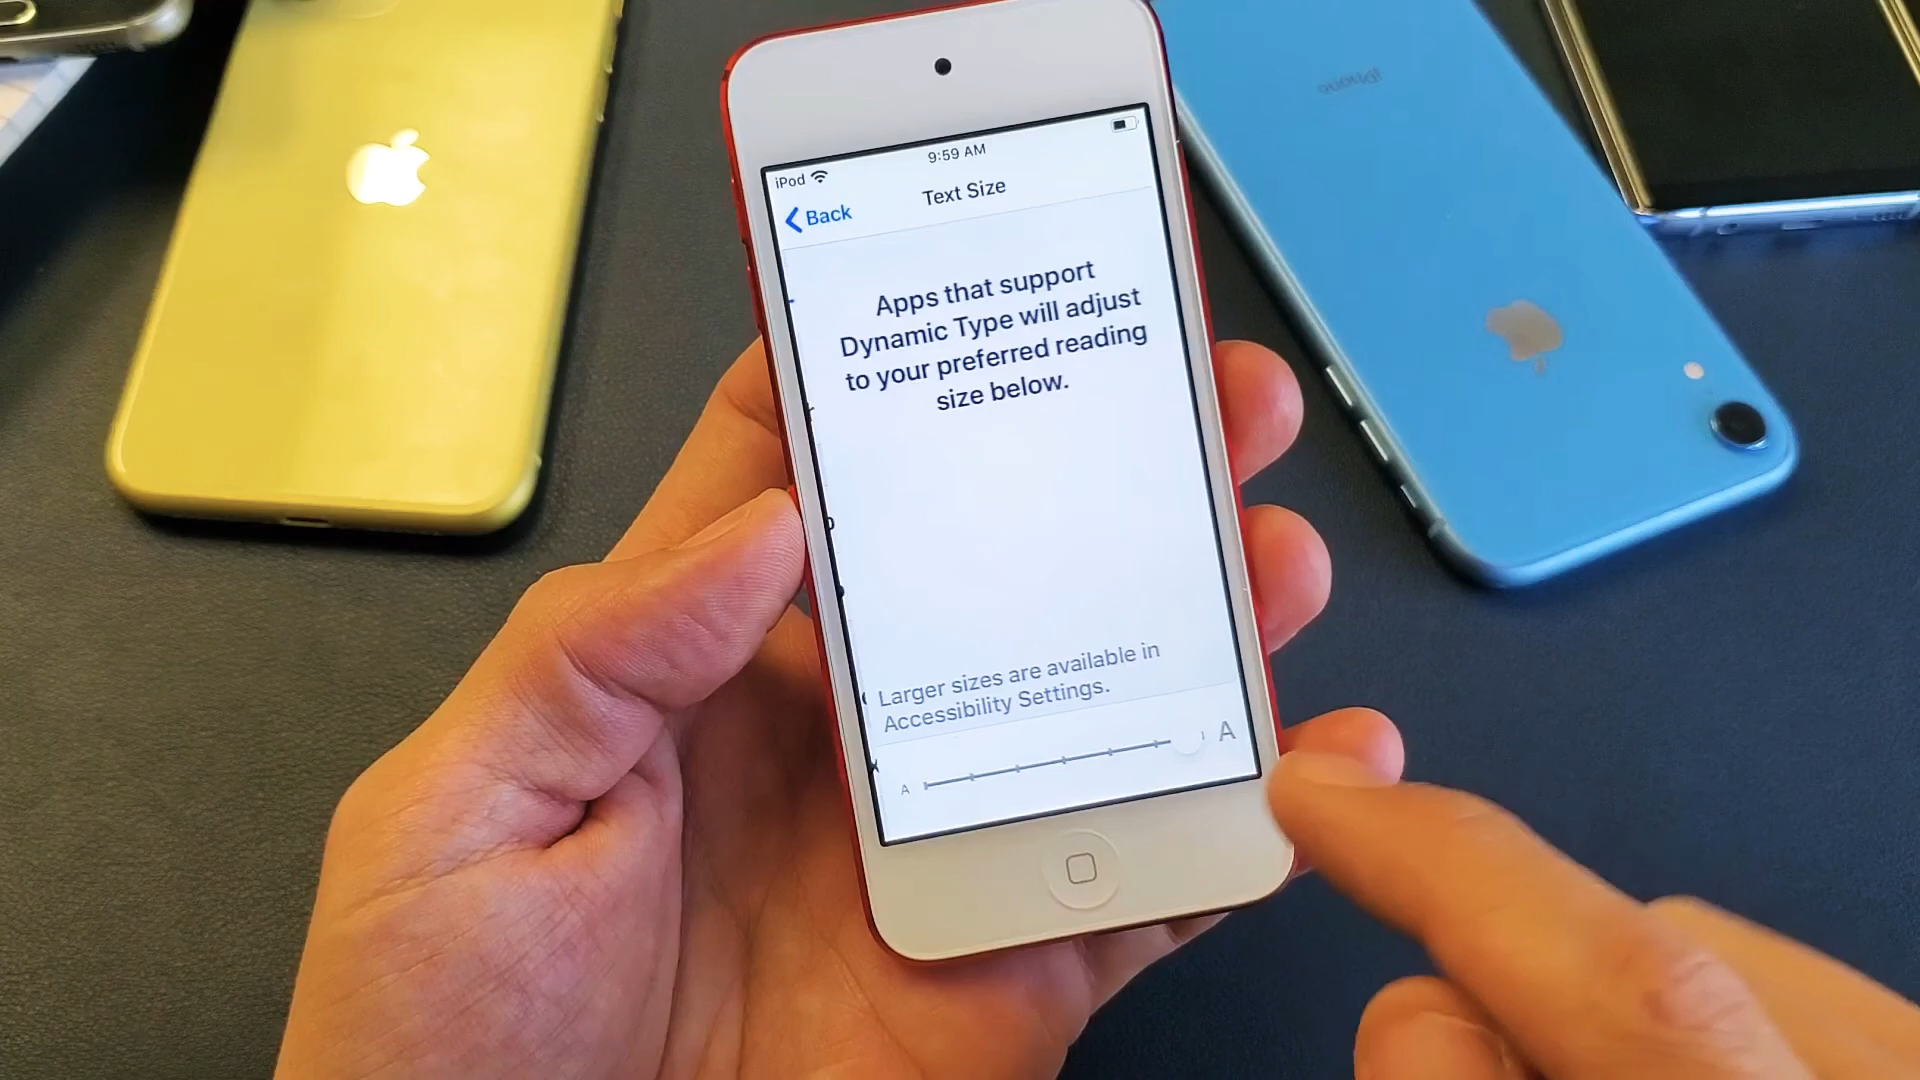 iPhone
9:59 AM
iPod
Back
Text Size
Apps that support
Dynamic Type will adjust
to your preferred reading
size below.
Larger sizes are available in
Accessibility Settings.
A
A